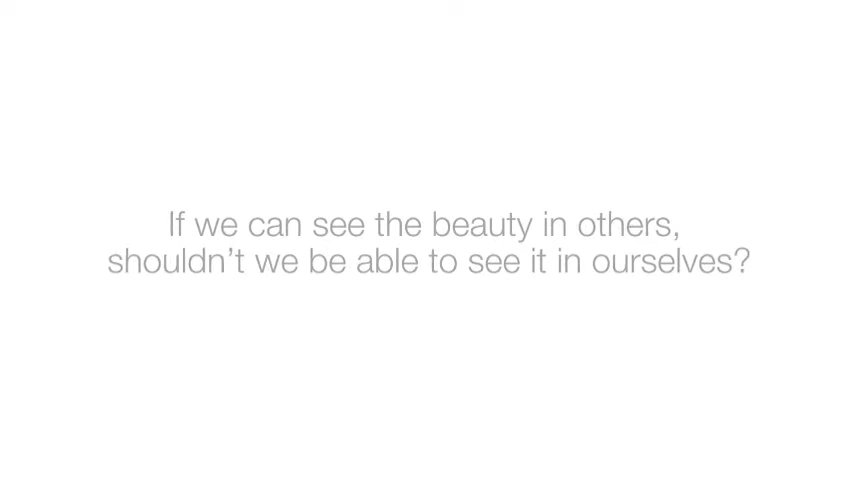 If we can see the beauty in others,
shouldn’t we be able to see it in ourselves?